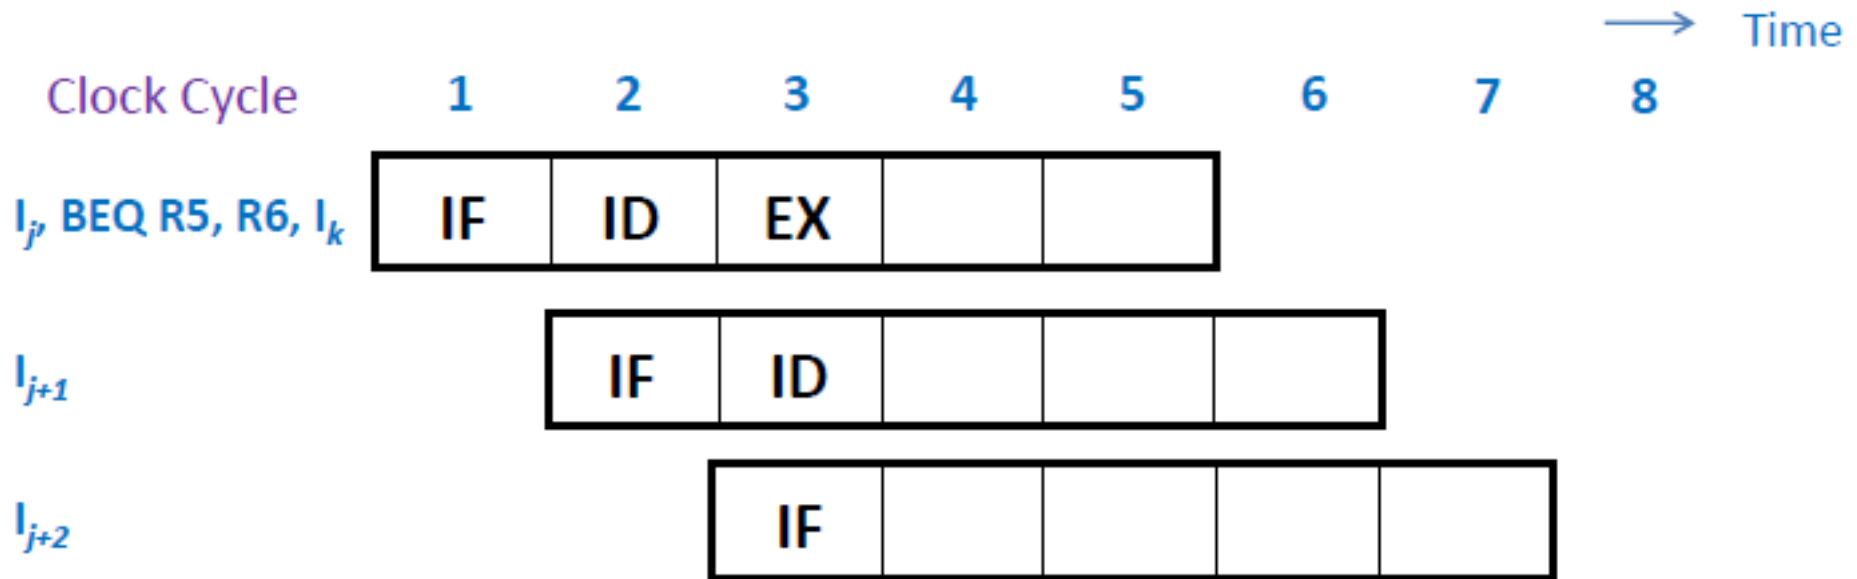 Time
Clock Cycle 1 2 3 4 5 6 7 8
Ij, BEQ R5, R6, Ik IF ID EX
Ij+1 IF ID
Ij+2 IF